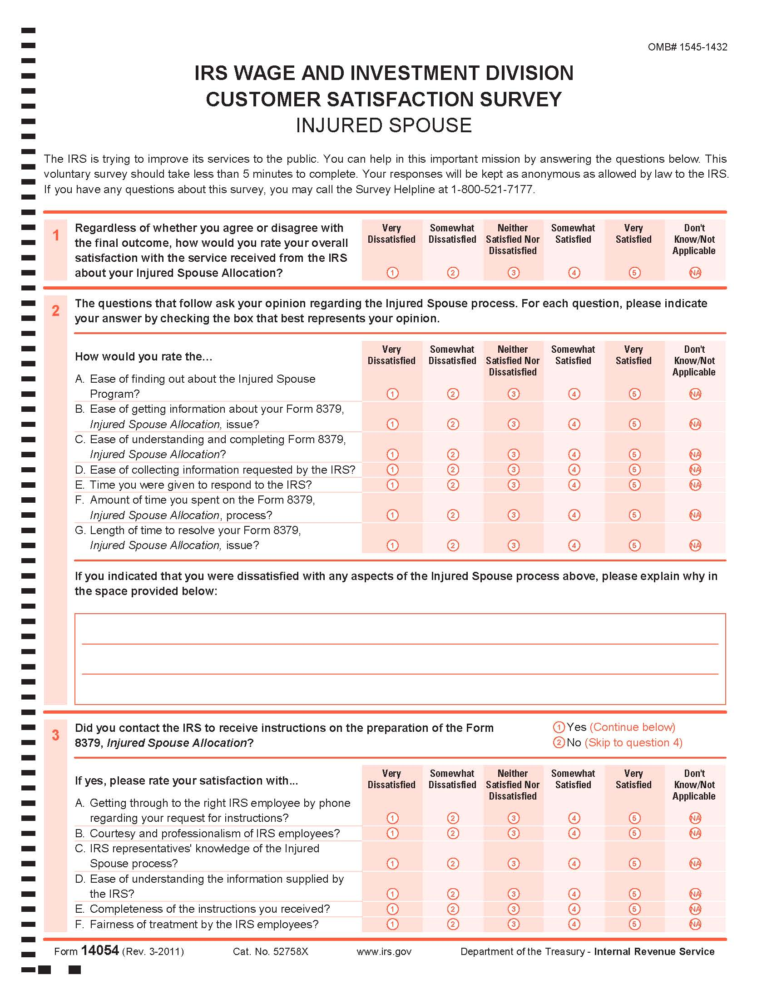 OMB# 1545-1432
IRS WAGE AND INVESTMENT DIVISION
CUSTOMER SATISFACTION SURVEY
INJURED SPOUSE
The IRS is trying to improve its services to the public. You can help in this important mission by answering the questions below. This
voluntary survey should take less than 5 minutes to complete. Your responses will be kept as anonymous as allowed by law to the IRS.
If you have any questions about this survey, you may call the Survey Helpline at 1-800-521-7177.
1
Regardless of whether you agree or disagree with
the final outcome, how would you rate your overall
satisfaction with the service received from the IRS
about your Injured Spouse Allocation?
Very Somewhat Neither Somewhat Very Don't
Dissatisfied Dissatisfied Satisfied Nor Satisfied Satisfied Know/Not
Dissatisfied Applicable
1 2 3 4 5 NA
2
The questions that follow ask your opinion regarding the Injured Spouse process. For each question, please indicate
your answer by checking the box that best represents your opinion.
How would you rate the...
Very Somewhat Neither Somewhat Very Don't
Dissatisfied Dissatisfied Satisfied Nor Satisfied Satisfied Know/Not
Dissatisfied Applicable
A. Ease of finding out about the Injured Spouse
Program? 1 2 3 4 5 NA
B. Ease of getting information about your Form 8379,
Injured Spouse Allocation, issue? 1 2 3 4 5 NA
C. Ease of understanding and completing Form 8379,
Injured Spouse Allocation? 1 2 3 4 5 NA
D. Ease of collecting information requested by the IRS? 1 2 3 4 5 NA
E. Time you were given to respond to the IRS? 1 2 3 4 5 NA
F. Amount of time you spent on the Form 8379,
Injured Spouse Allocation, process? 1 2 3 4 5 NA
G. Length of time to resolve your Form 8379,
Injured Spouse Allocation, issue? 1 2 3 4 5 NA
If you indicated that you were dissatisfied with any aspects of the Injured Spouse process above, please explain why in
the space provided below:
3
Did you contact the IRS to receive instructions on the preparation of the Form
8379, Injured Spouse Allocation?
1 Yes (Continue below)
2 No (Skip to question 4)
If yes, please rate your satisfaction with...
Very Somewhat Neither Somewhat Very Don't
Dissatisfied Dissatisfied Satisfied Nor Satisfied Satisfied Know/Not
Dissatisfied Applicable
A. Getting through to the right IRS employee by phone
regarding your request for instructions? 1 2 3 4 5 NA
B. Courtesy and professionalism of IRS employees? 1 2 3 4 5 NA
C. IRS representatives' knowledge of the Injured
Spouse process? 1 2 3 4 5 NA
D. Ease of understanding the information supplied by
the IRS? 1 2 3 4 5 NA
E. Completeness of the instructions you received? 1 2 3 4 5 NA
F. Fairness of treatment by the IRS employees? 1 2 3 4 5 NA
Form 14054 (Rev. 3-2011) Cat. No. 52758X www.irs.gov Department of the Treasury - Internal Revenue Service